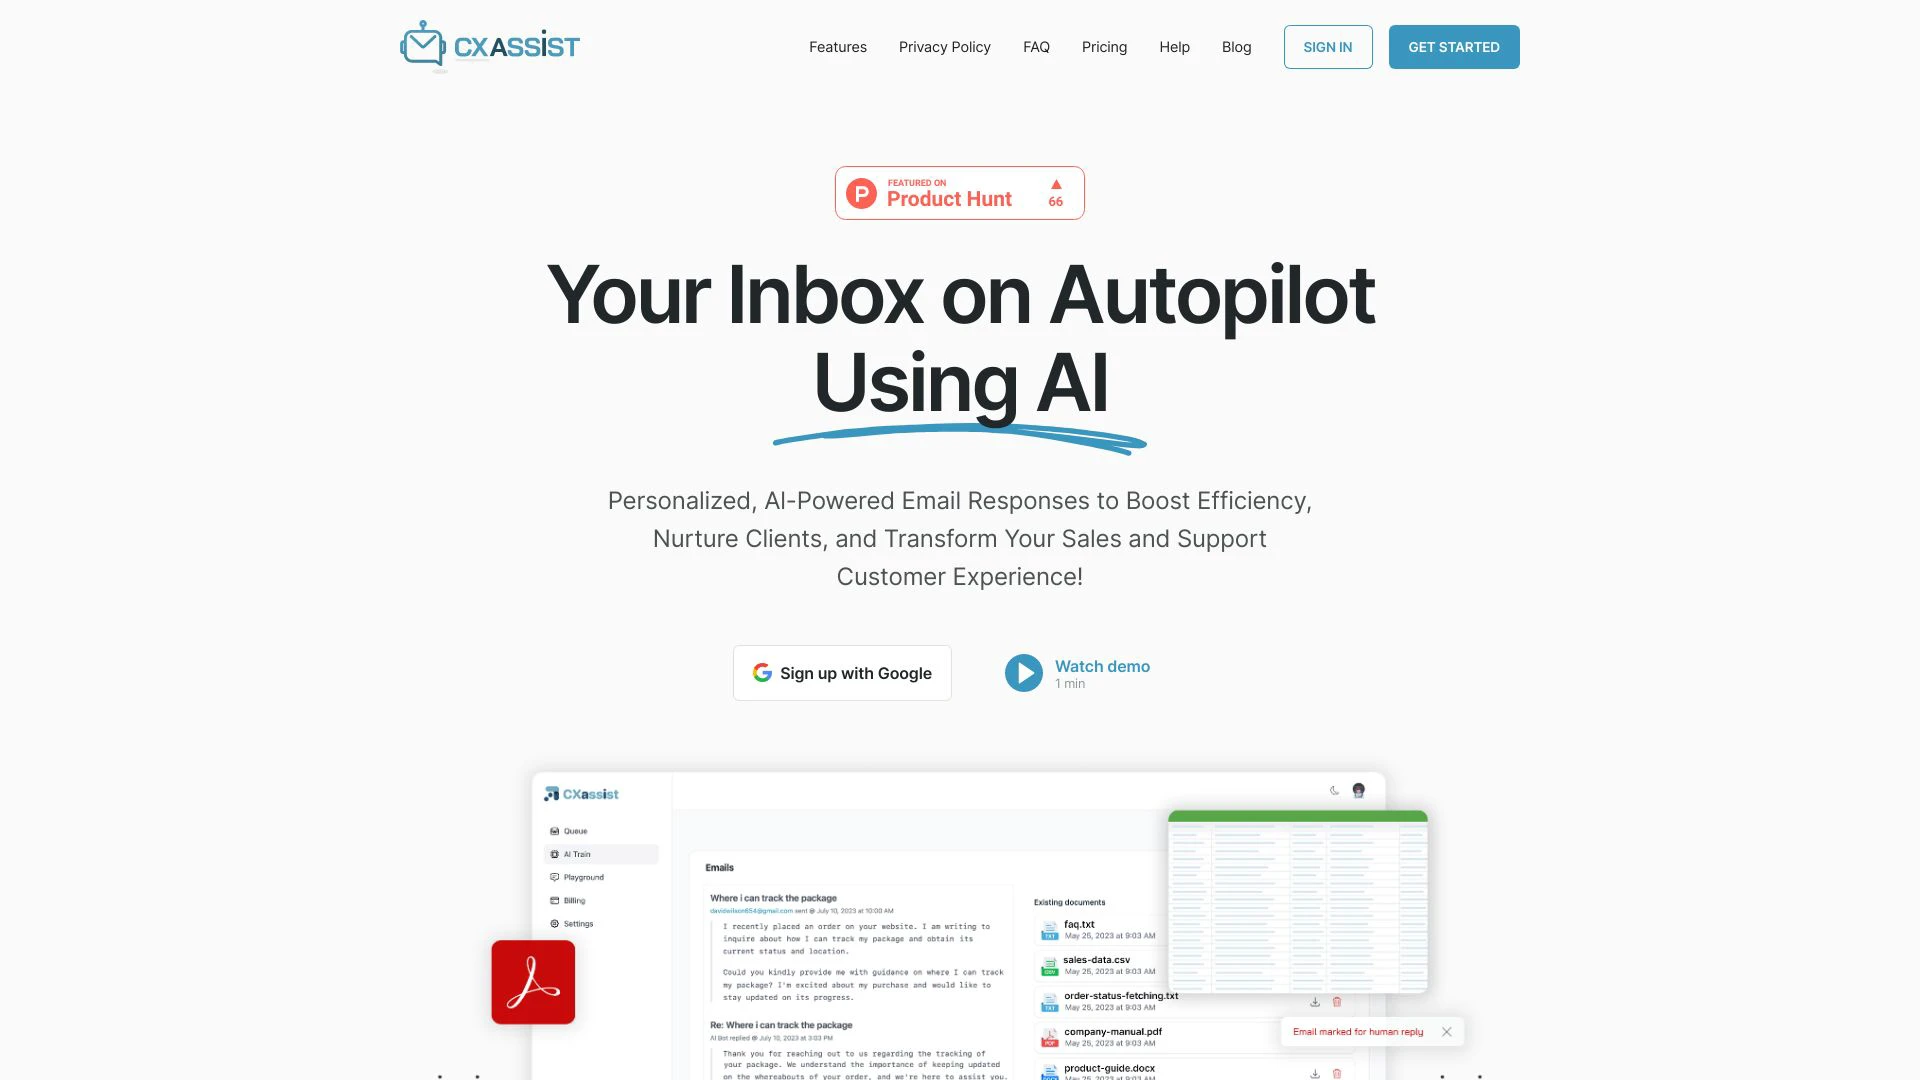 CXASSiST
Features
Privacy Policy
FAQ
Pricing
Help
Blog
SIGN IN
GET STARTED
P
FEATURED ON
Product Hunt
66
Your Inbox on Autopilot
Using AI
Personalized, AI-Powered Email Responses to Boost Efficiency,
Nurture Clients, and Transform Your Sales and Support
Customer Experience!
Sign up with Google
Watch demo
1 min
CXassist
Queue
AI Train
Playground
Billing
Settings
Emails
Where i can track the package
davidwilson654@gmail.com sent @ July 10, 2023 at 10:00 AM
I recently placed an order on your website. I am writing to
inquire about how I can track my package and obtain its
current status and location.
Could you kindly provide me with guidance on where I can track
my package? I'm excited about my purchase and would like to
stay updated on its progress.
Re: Where i can track the package
AI Bot replied @ July 10, 2023 at 3:03 PM
Thank you for reaching out to us regarding the tracking of
your package. We understand the importance of keeping updated
on the whereabouts of your order, and we're here to assist you.
Existing documents
TXT
faq.txt
May 25, 2023 at 9:03 AM
CSV
sales-data.csv
May 25, 2023 at 9:03 AM
TXT
order-status-fetching.txt
May 25, 2023 at 9:03 AM
PDF
company-manual.pdf
May 25, 2023 at 9:03 AM
product-guide.docx
May 25, 2023 at 9:03 AM
Email marked for human reply